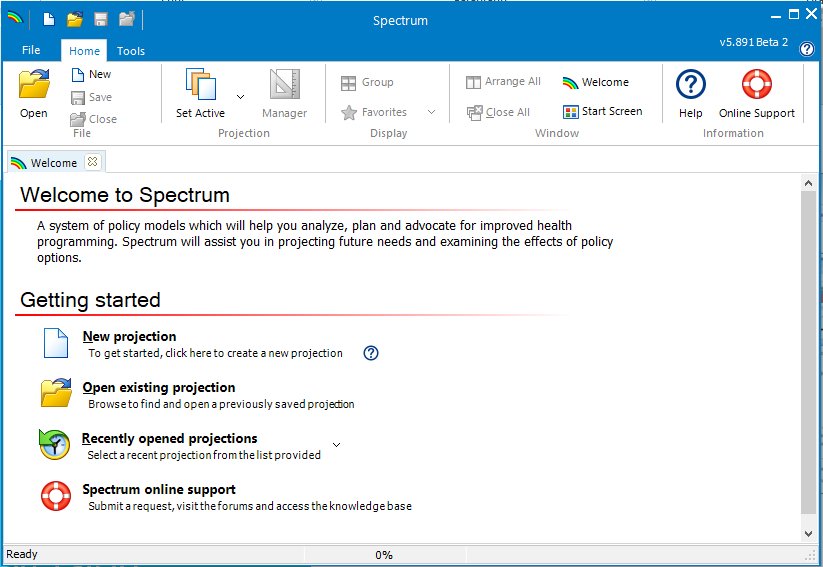 Spectrum
v5.891 Beta 2
File Home Tools
Open
New
Save
Close
File
Set Active
Manager
Projection
Group
Favorites
Display
Arrange All
Close All
Welcome
Start Screen
Window
Help
Online Support
Information
Welcome
Welcome to Spectrum
A system of policy models which will help you analyze, plan and advocate for improved health
programming. Spectrum will assist you in projecting future needs and examining the effects of policy
options.
Getting started
New projection
To get started, click here to create a new projection
Open existing projection
Browse to find and open a previously saved projection
Recently opened projections
Select a recent projection from the list provided
Spectrum online support
Submit a request, visit the forums and access the knowledge base
Ready
0%